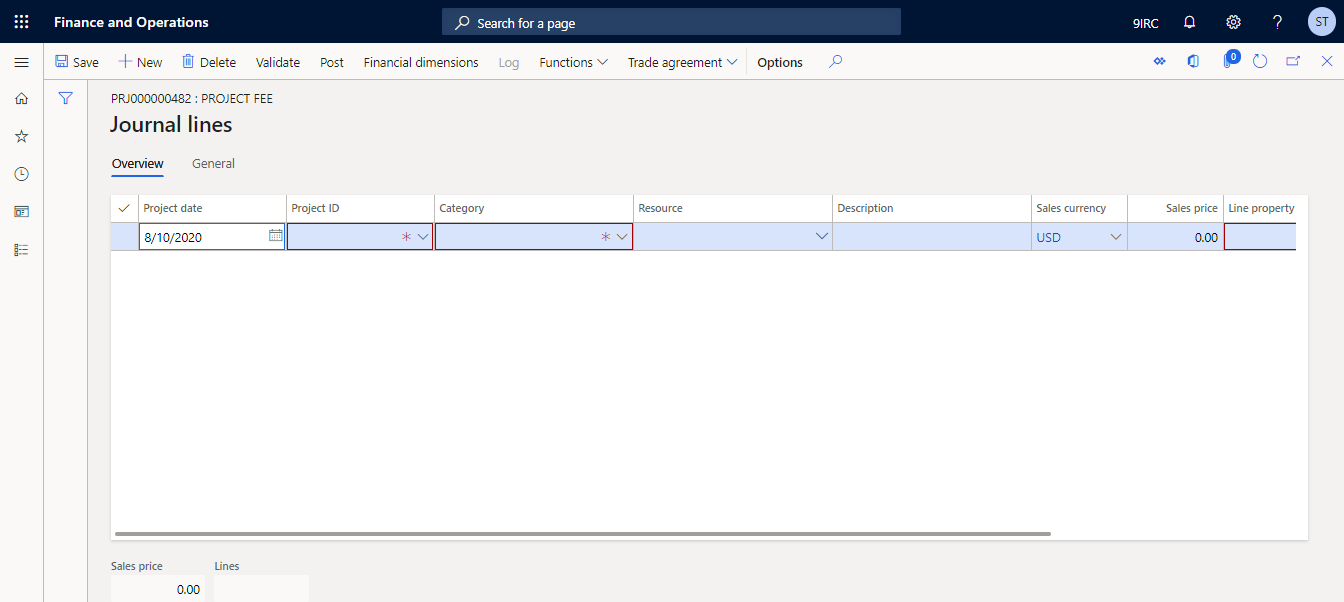 Finance and Operations
Search for a page
9IRC
?
ST
Save
New
Delete
Validate
Post
Financial dimensions
Log
Functions
Trade agreement
Options
0
PRJ000000482 : PROJECT FEE
Journal lines
Overview
General
Project date
Project ID
Category
Resource
Description
Sales currency
Sales price
Line property
8/10/2020
*
*
USD
0.00
Sales price
Lines
0.00